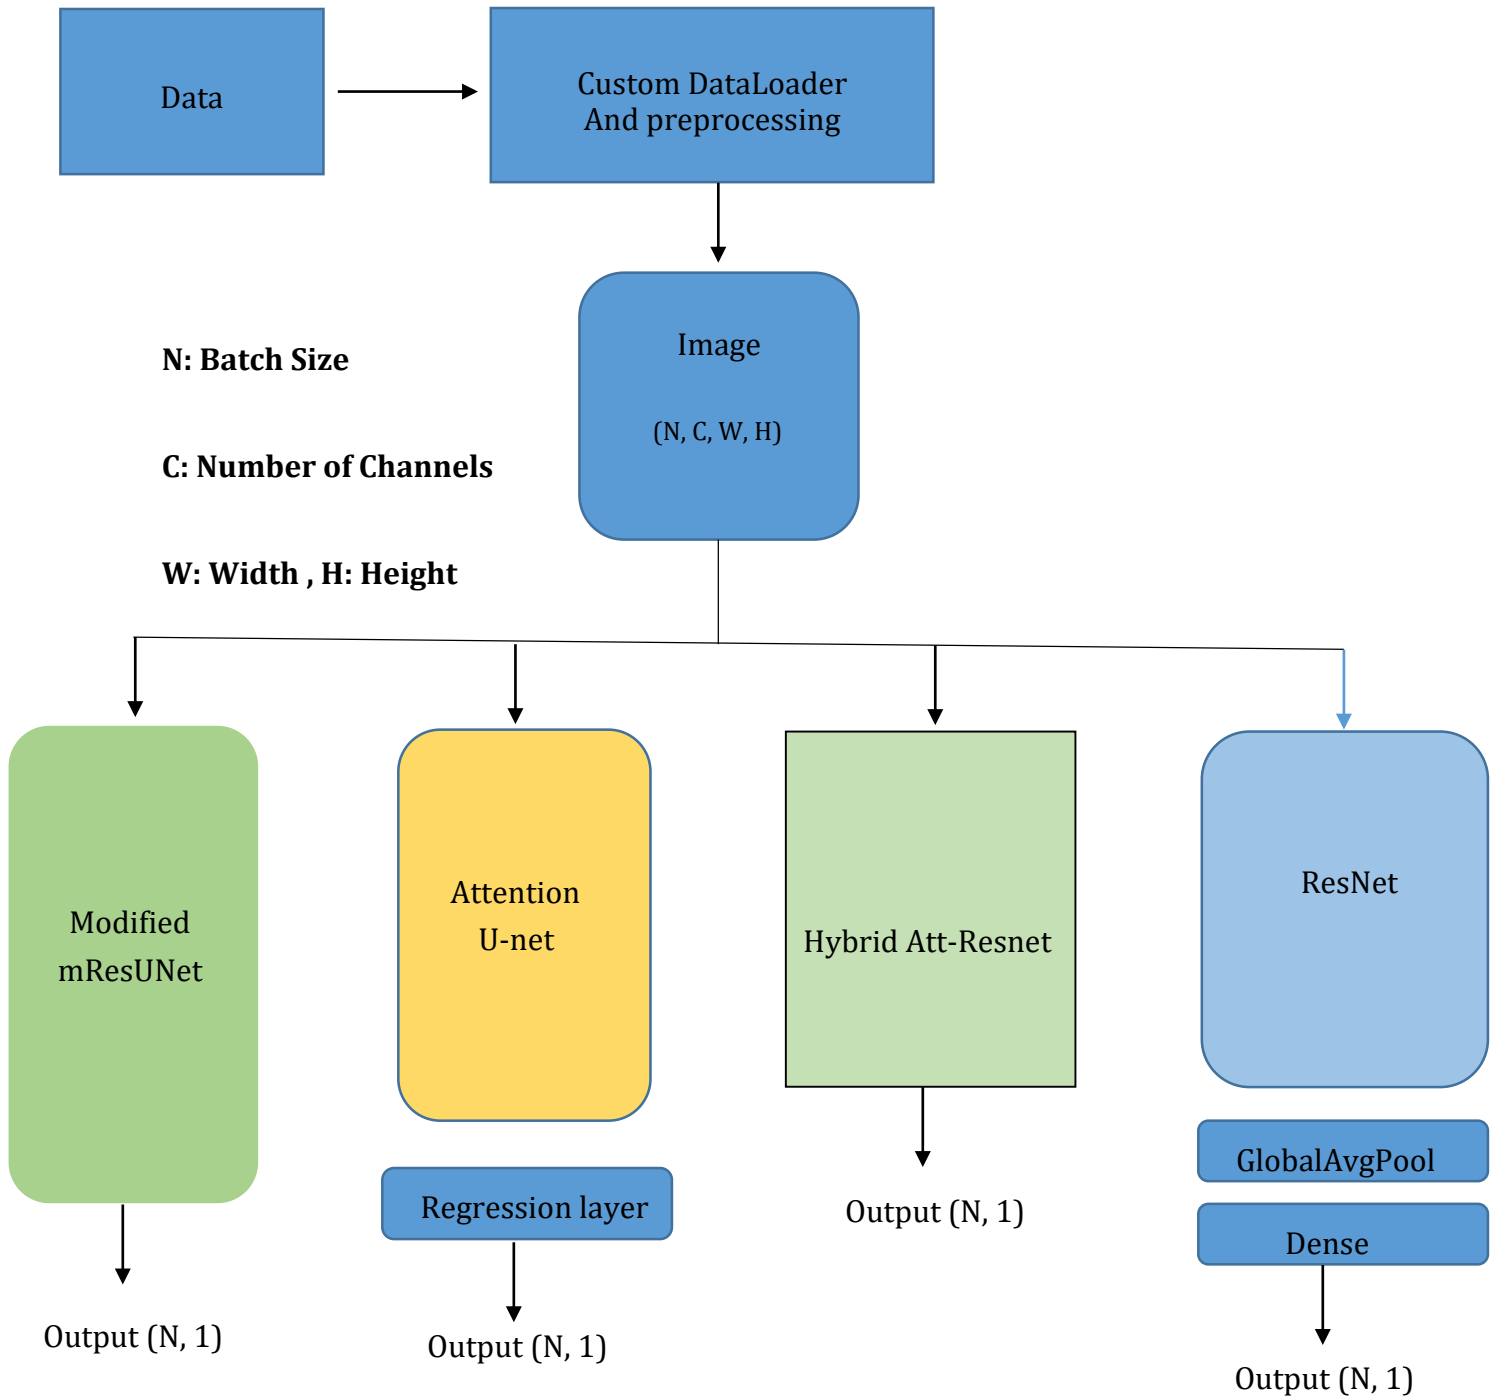 Data
Custom DataLoader
And preprocessing
Image
(N, C, W, H)
N: Batch Size
C: Number of Channels
W: Width , H: Height
Modified
mResUNet
Output (N, 1)
Attention
U-net
Regression layer
Output (N, 1)
Hybrid Att-Resnet
Output (N, 1)
ResNet
GlobalAvgPool
Dense
Output (N, 1)